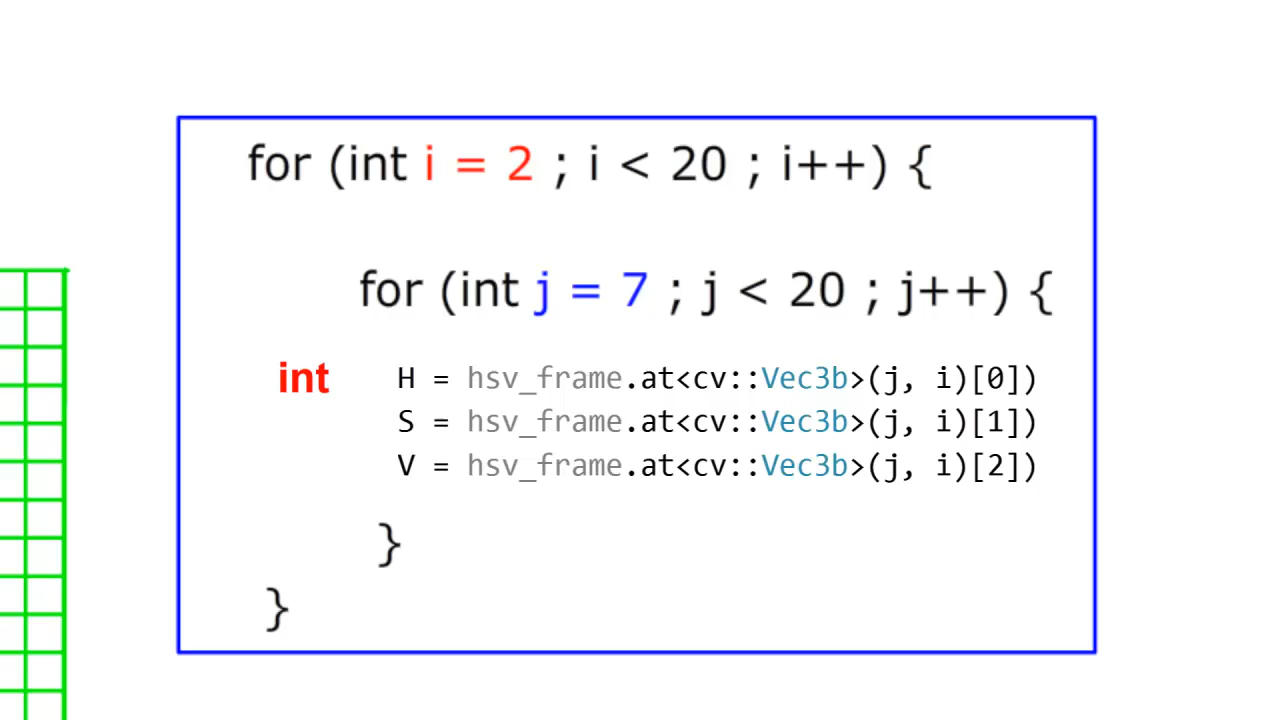 for (int i = 2 ; i < 20 ; i++) {
for (int j = 7 ; j < 20 ; j++) {
int H = hsv_frame.at<cv::Vec3b>(j, i)[0])
S = hsv_frame.at<cv::Vec3b>(j, i)[1])
V = hsv_frame.at<cv::Vec3b>(j, i)[2])
}
}